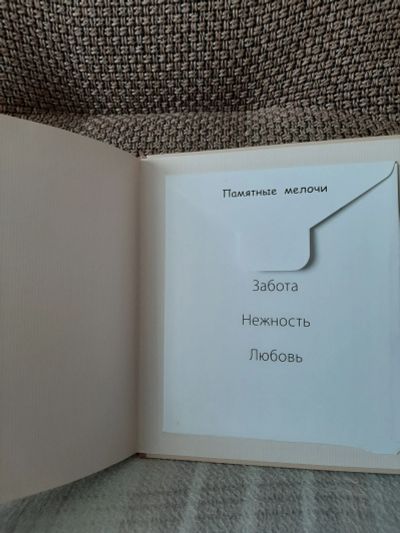 Памятные мелочи
Забота
Нежность
Любовь